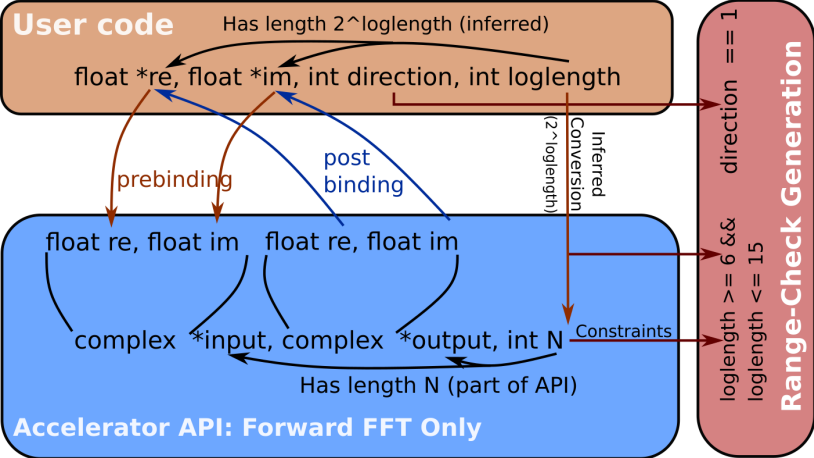 User code
Has length 2^loglength (inferred)
float *re, float *im, int direction, int loglength
prebinding
post
binding
Inferred
Conversion
(2^loglength)
float re, float im
float re, float im
complex *input, complex *output, int N
Has length N (part of API)
Accelerator API: Forward FFT Only
Constraints
direction == 1
loglength >= 6 &&
loglength <= 15
Range-Check Generation